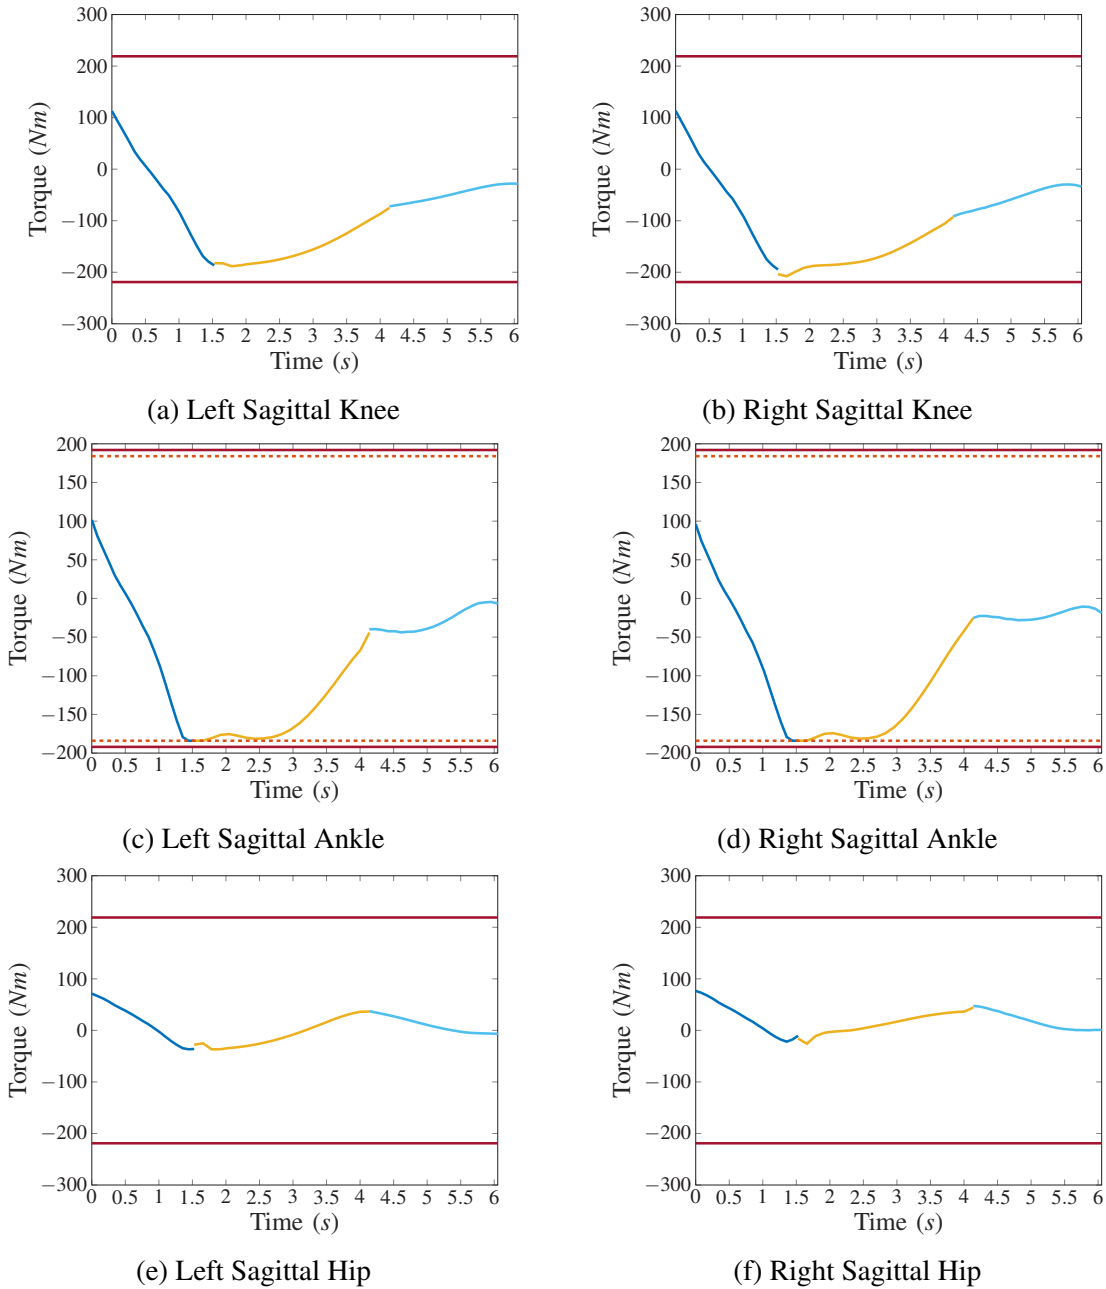 300
200
100
0
−100
−200
−300
0 0.5 1 1.5 2 2.5 3 3.5 4 4.5 5 5.5 6
Torque (Nm)
Time (s)
(a) Left Sagittal Knee
300
200
100
0
−100
−200
−300
0 0.5 1 1.5 2 2.5 3 3.5 4 4.5 5 5.5 6
Torque (Nm)
Time (s)
(b) Right Sagittal Knee
200
150
100
50
0
−50
−100
−150
−200
0 0.5 1 1.5 2 2.5 3 3.5 4 4.5 5 5.5 6
Torque (Nm)
Time (s)
(c) Left Sagittal Ankle
200
150
100
50
0
−50
−100
−150
−200
0 0.5 1 1.5 2 2.5 3 3.5 4 4.5 5 5.5 6
Torque (Nm)
Time (s)
(d) Right Sagittal Ankle
300
200
100
0
−100
−200
−300
0 0.5 1 1.5 2 2.5 3 3.5 4 4.5 5 5.5 6
Torque (Nm)
Time (s)
(e) Left Sagittal Hip
300
200
100
0
−100
−200
−300
0 0.5 1 1.5 2 2.5 3 3.5 4 4.5 5 5.5 6
Torque (Nm)
Time (s)
(f) Right Sagittal Hip